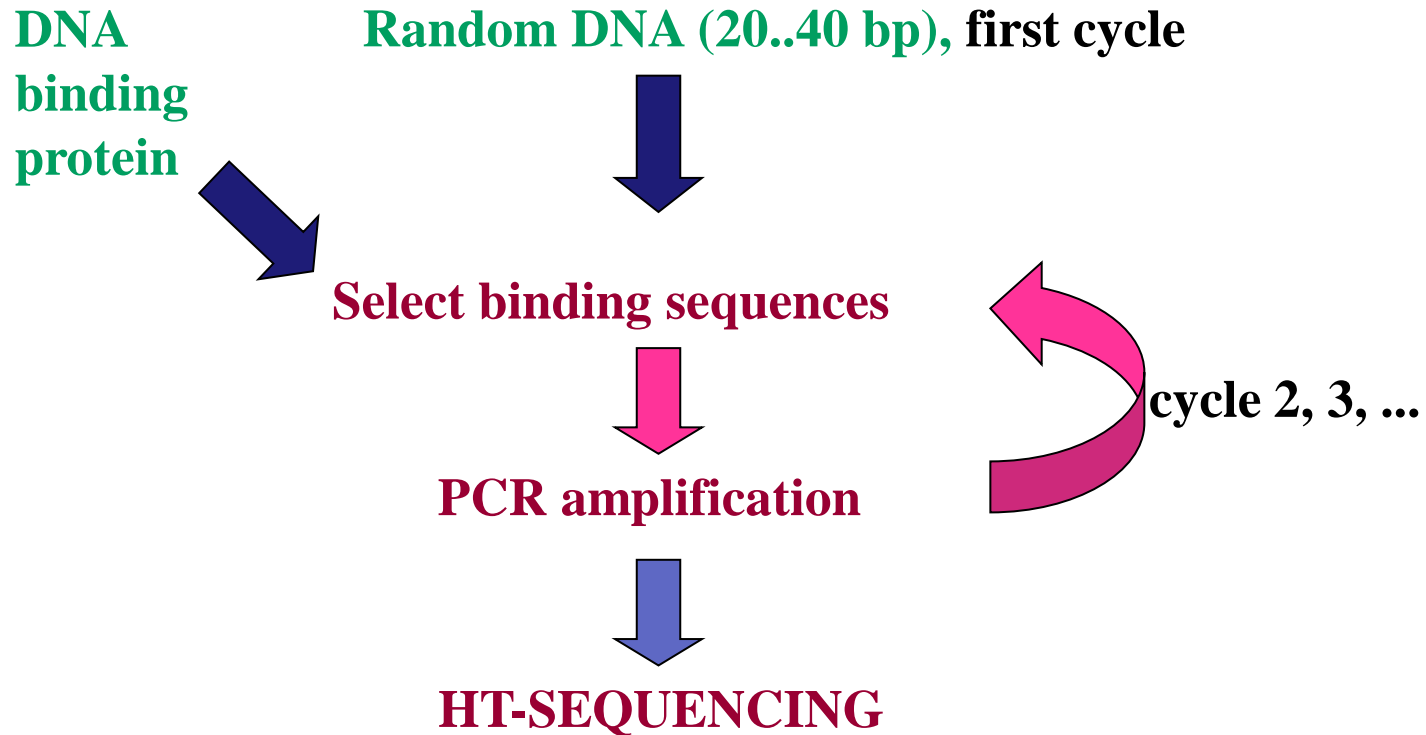 DNA
binding
protein
Random DNA (20..40 bp), first cycle
Select binding sequences
cycle 2, 3, ...
PCR amplification
HT-SEQUENCING